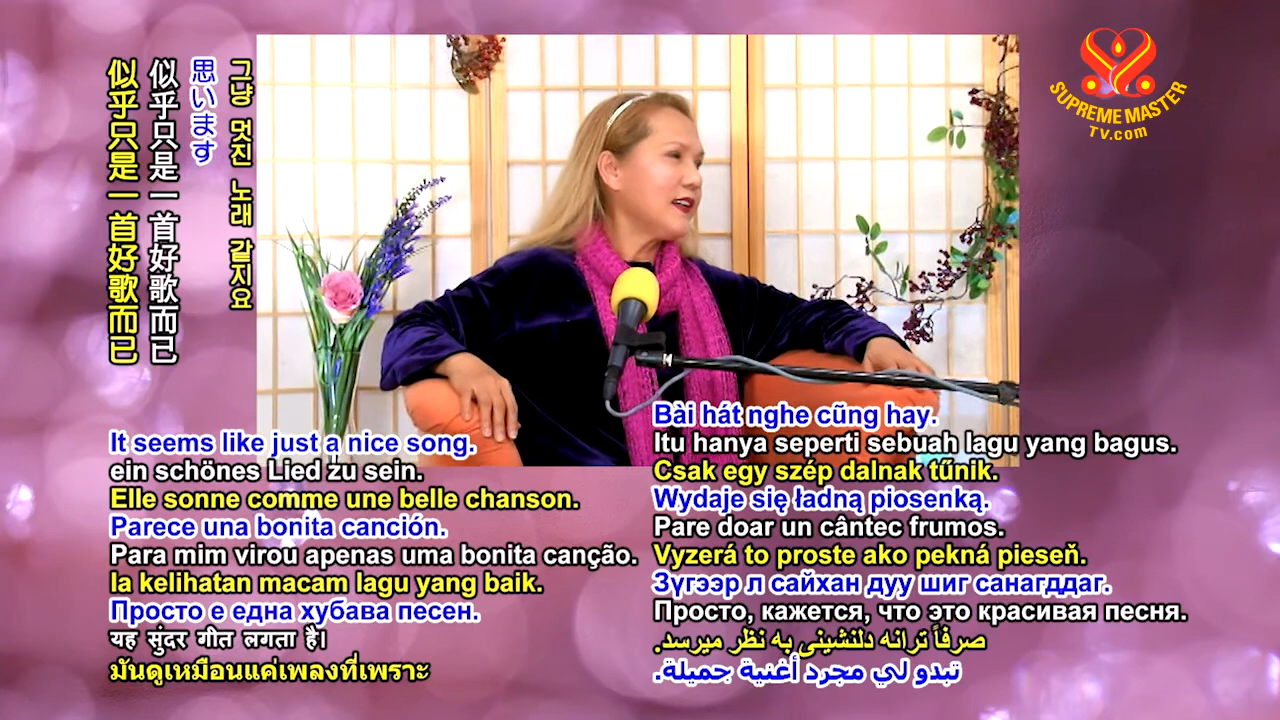 似乎只是一首好歌而已
似乎只是一首好歌而已
思います
그냥 멋진 노래 같지요
SUPREME MASTER
TV.com
It seems like just a nice song.
ein schönes Lied zu sein.
Elle sonne comme une belle chanson.
Parece una bonita canción.
Para mim virou apenas uma bonita canção.
Ia kelihatan macam lagu yang baik.
Просто е една хубава песен.
यह सुंदर गीत लगता है।
มันดูเหมือนแค่เพลงที่เพราะ
Bài hát nghe cũng hay.
Itu hanya seperti sebuah lagu yang bagus.
Csak egy szép dalnak tűnik.
Wydaje się ładną piosenką.
Pare doar un cântec frumos.
Vyzerá to proste ako pekná pieseň.
Зүгээр л сайхан дуу шиг санагддаг.
Просто, кажется, что это красивая песня.
صرفاً ترانه دلنشینی به نظر میرسد.
تبدو لي مجرد أغنية جميلة.